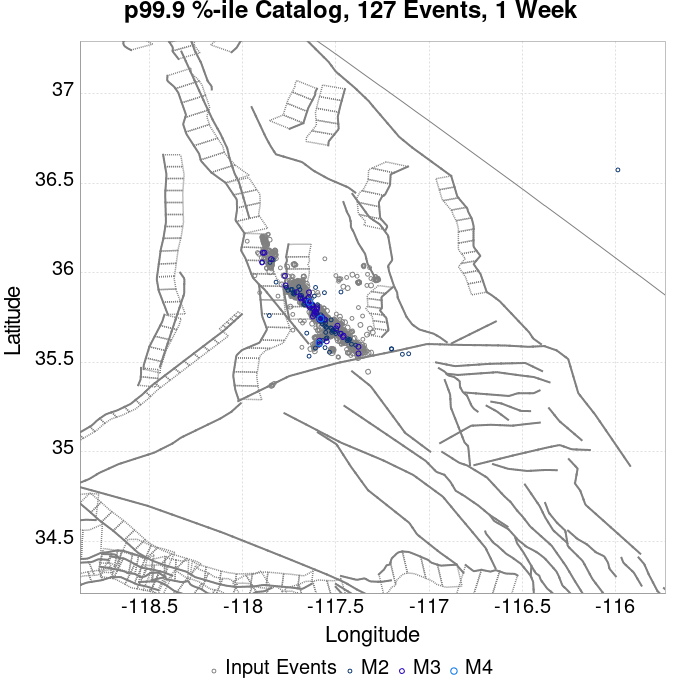 p99.9 %-ile Catalog, 127 Events, 1 Week
37
36.5
36
35.5
35
34.5
Latitude
-118.5 -118 -117.5 -117 -116.5 -116
Longitude
Input Events M2 M3 M4